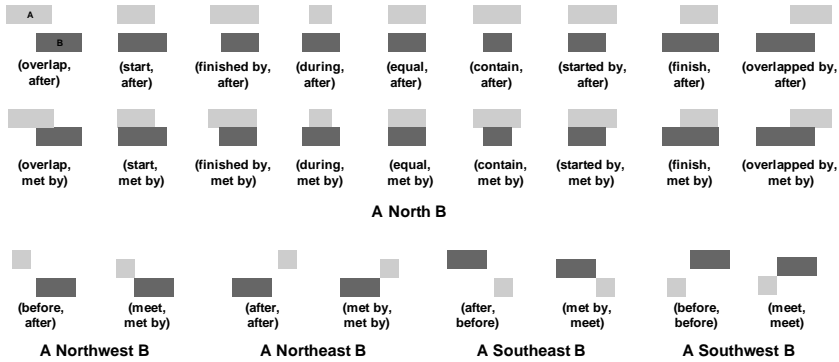 A
B
(overlap, (start, (finished by, (during, (equal, (contain, (started by, (finish, (overlapped by,
after) after) after) after) after) after) after) after) after)
(overlap, (start, (finished by, (during, (equal, (contain, (started by, (finish, (overlapped by,
met by) met by) met by) met by) met by) met by) met by) met by) met by)
A North B
(before, (meet, (after, (met by, (after, (met by, (before, (meet,
after) met by) after) met by) before) meet) before) meet)
A Northwest B A Northeast B A Southeast B A Southwest B